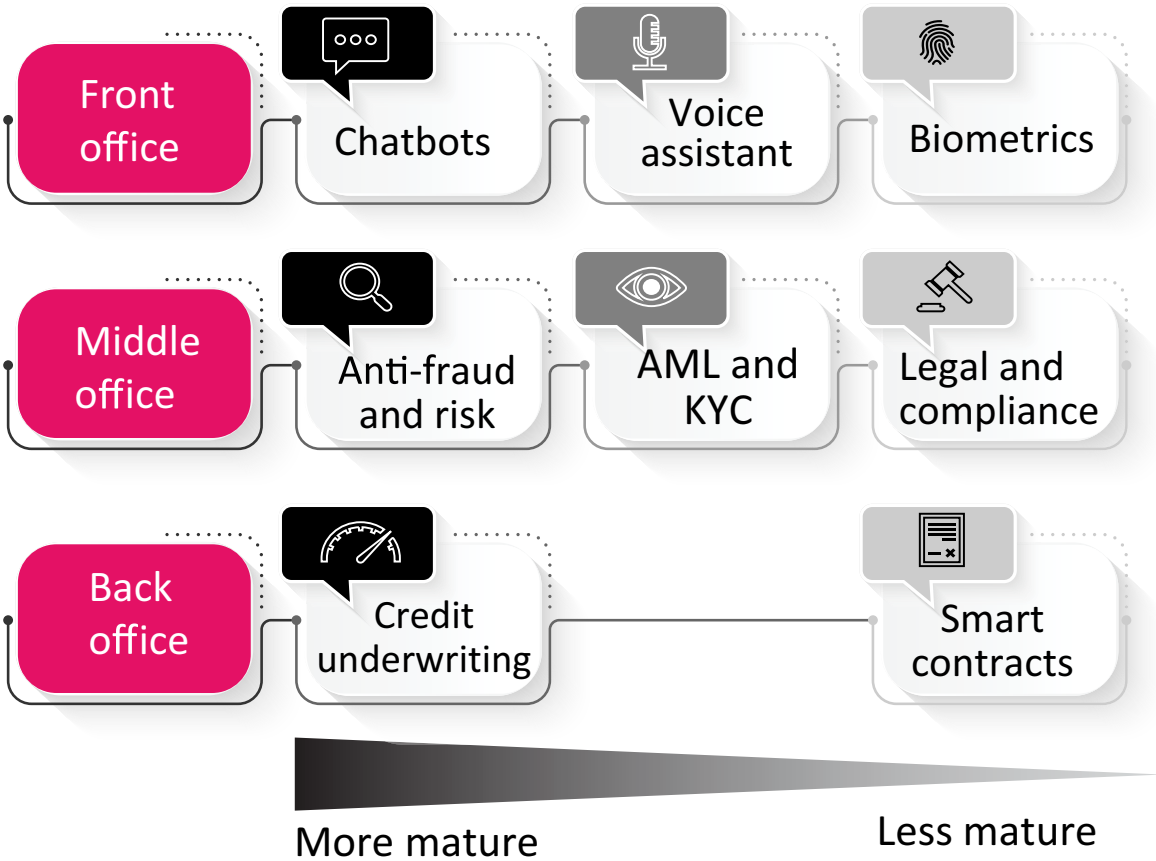 Front
office
Chatbots
Voice
assistant
Biometrics
Middle
office
Anti-fraud
and risk
AML and
KYC
Legal and
compliance
Back
office
Credit
underwriting
Smart
contracts
More mature
Less mature